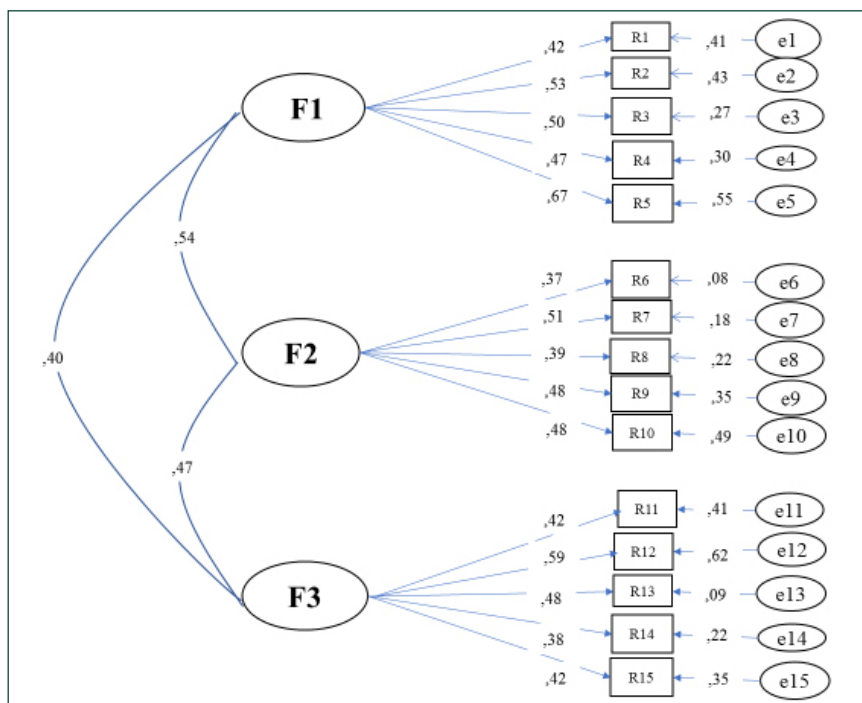 ,42 R1 ,41 e1
,53 R2 ,43 e2
F1
,50 R3 ,27 e3
,47 R4 ,30 e4
,67 R5 ,55 e5
,54
,37 R6 ,08 e6
,51 R7 ,18 e7
F2
,40
,39 R8 ,22 e8
,48 R9 ,35 e9
,48 R10 ,49 e10
,47
,42 R11 ,41 e11
,59 R12 ,62 e12
F3
,48 R13 ,09 e13
,38 R14 ,22 e14
,42 R15 ,35 e15